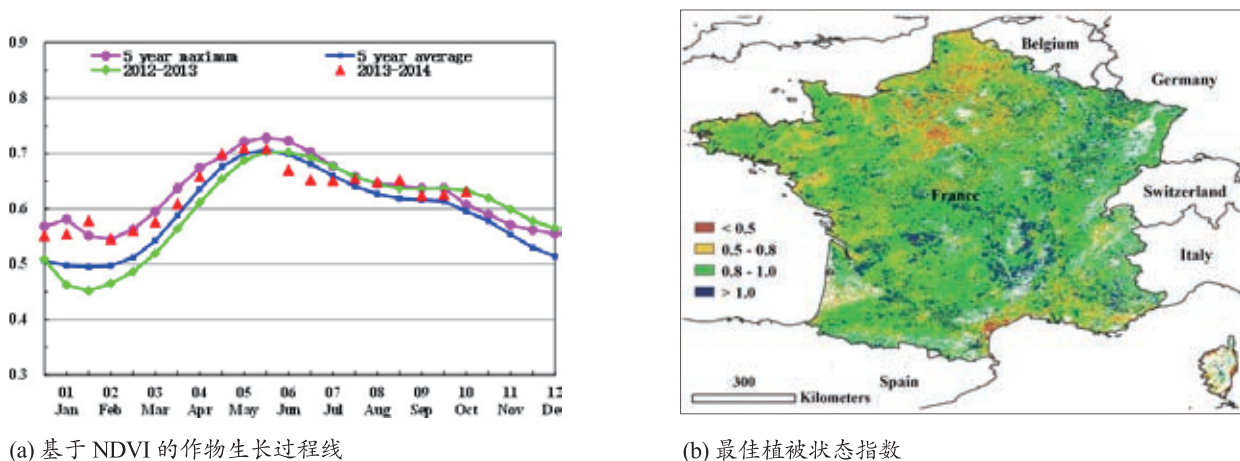 0.9
0.8
0.7
0.6
0.5
0.4
0.3
5 year maximum
5 year average
2012-2013
2013-2014
01 02 03 04 05 06 07 08 09 10 11 12
Jan Feb Mar Apr May Jun Jul Aug Sep Oct Nov Dec
(a) 基于 NDVI 的作物生长过程线
Belgium
Germany
France
Switzerland
Italy
< 0.5
0.5 - 0.8
0.8 - 1.0
> 1.0
300
Kilometers
Spain
(b) 最佳植被状态指数